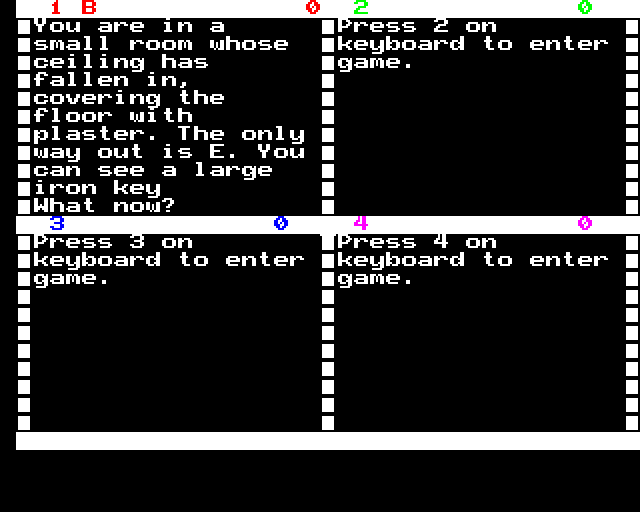 1 B 0
You are in a
small room whose
ceiling has
fallen in,
covering the
floor with
plaster. The only
way out is E. You
can see a large
iron key
What now?
2 0
Press 2 on
keyboard to enter
game.
3 0
Press 3 on
keyboard to enter
game.
4 0
Press 4 on
keyboard to enter
game.